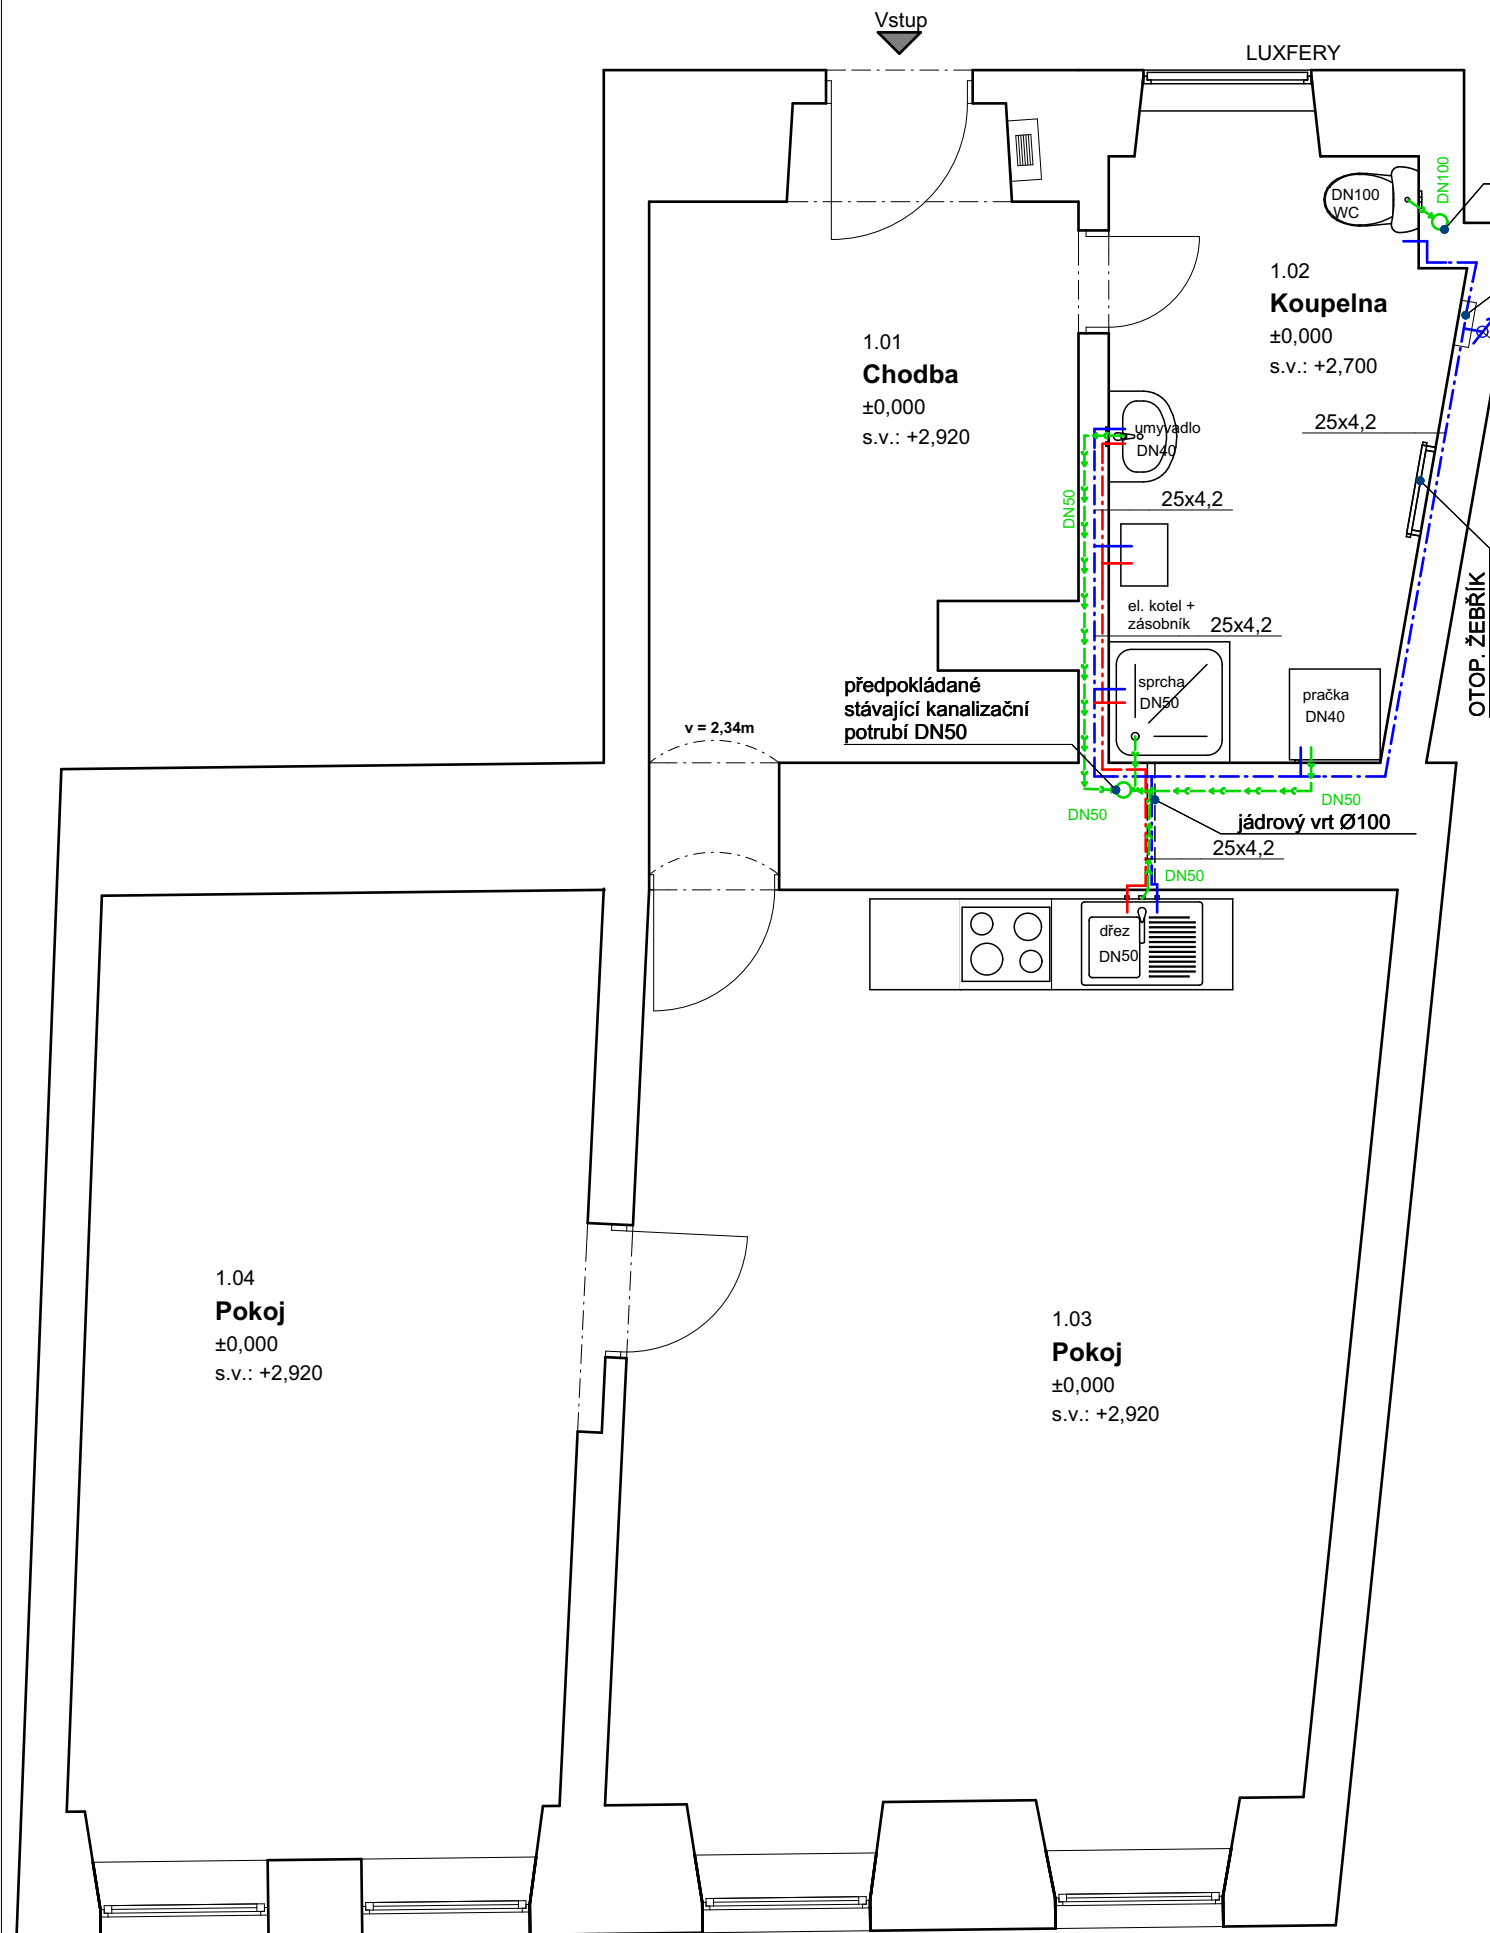 Vstup
LUXFERY
DN100
WC
DN100
1.02
Koupelna
±0,000
s.v.: +2,700
1.01
Chodba
±0,000
s.v.: +2,920
25x4,2
umyvadlo
DN40
DN50
25x4,2
el. kotel +
zásobník
25x4,2
OTOP. ŽEBŘÍK
předpokládané
stávající kanalizační
potrubí DN50
sprcha
DN50
pračka
DN40
v = 2,34m
DN50
DN50
jádrový vrt Ø100
25x4,2
DN50
dřez
DN50
1.04
Pokoj
±0,000
s.v.: +2,920
1.03
Pokoj
±0,000
s.v.: +2,920